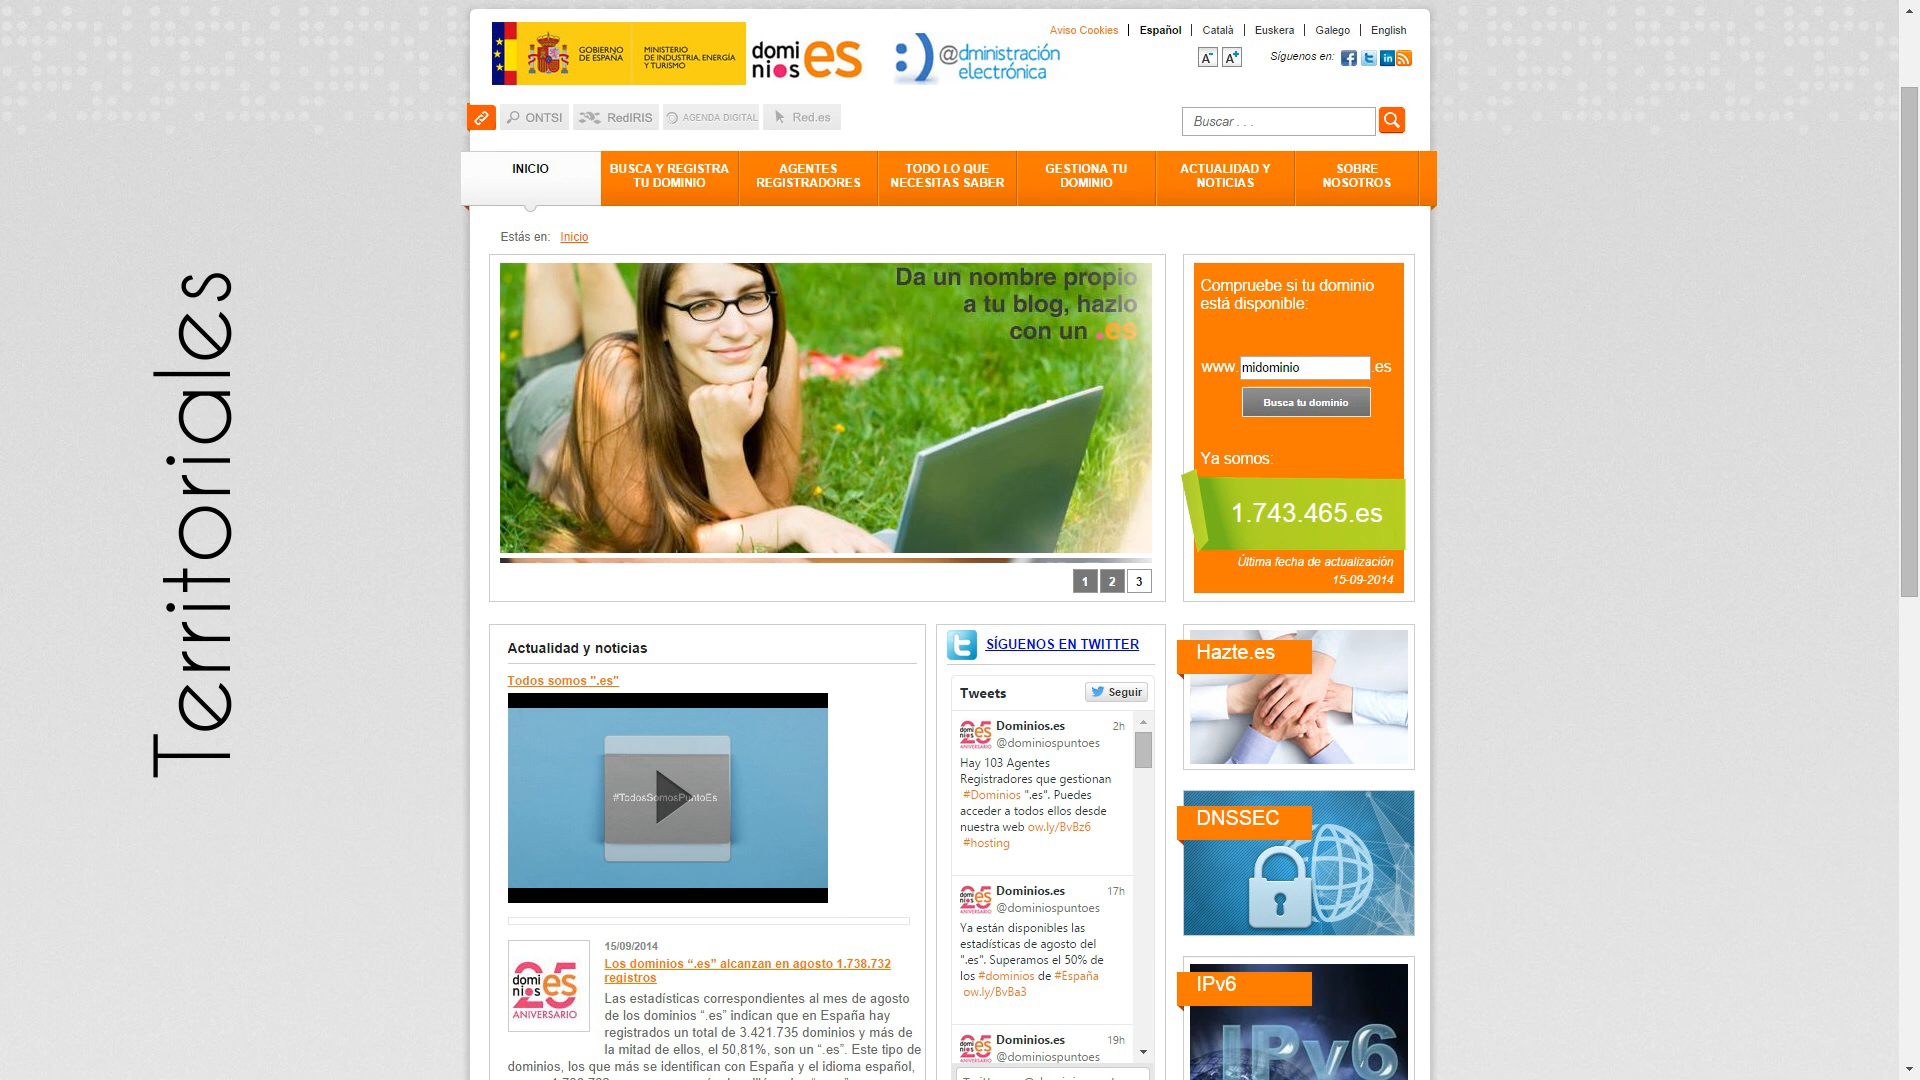 Territoriales
GOBIERNO
DE ESPAÑA
MINISTERIO
DE INDUSTRIA, ENERGÍA
Y TURISMO
domi
nios es
:) @dministración
electrónica
Aviso Cookies
Español
Català
Euskera
Galego
English
A-
A+
Síguenos en:
ONTSI
RedIRIS
AGENDA DIGITAL
Red.es
Buscar . . .
INICIO
BUSCA Y REGISTRA
TU DOMINIO
AGENTES
REGISTRADORES
TODO LO QUE
NECESITAS SABER
GESTIONA TU
DOMINIO
ACTUALIDAD Y
NOTICIAS
SOBRE
NOSOTROS
Estás en: Inicio
Da un nombre propio
a tu blog, hazlo
con un .es
1 2 3
Compruebe si tu dominio
está disponible:
www. midominio .es
Busca tu dominio
Ya somos:
1.743.465.es
Última fecha de actualización
15-09-2014
Actualidad y noticias
Todos somos ".es"
#TodosSomosPuntoEs
15/09/2014
Los dominios “.es” alcanzan en agosto 1.738.732
registros
domi
nios es
25
ANIVERSARIO
Las estadísticas correspondientes al mes de agosto
de los dominios “.es” indican que en España hay
registrados un total de 3.421.735 dominios y más de
la mitad de ellos, el 50,81%, son un “.es”. Este tipo de
dominios, los que más se identifican con España y el idioma español,
SÍGUENOS EN TWITTER
Tweets
Seguir
Dominios.es 2h
@dominiospuntoes
Hay 103 Agentes
Registradores que gestionan
#Dominios ".es". Puedes
acceder a todos ellos desde
nuestra web ow.ly/BvBz6
#hosting
Dominios.es 17h
@dominiospuntoes
Ya están disponibles las
estadísticas de agosto del
".es". Superamos el 50% de
los #dominios de #España
ow.ly/BvBa3
Dominios.es 19h
@dominiospuntoes
Hazte.es
DNSSEC
IPv6
IPv6